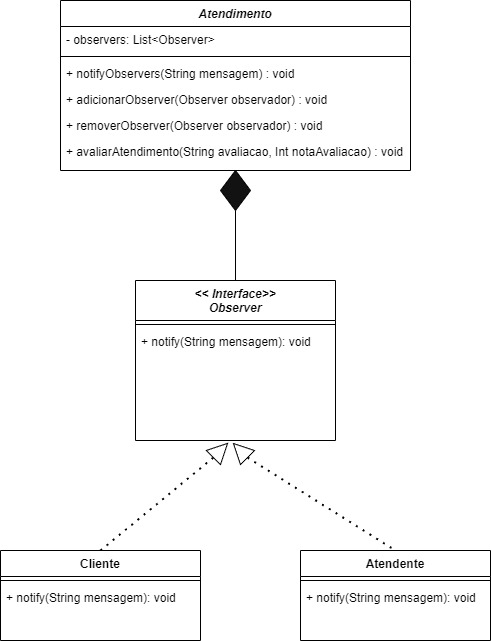 Atendimento
- observers: List<Observer>
+ notifyObservers(String mensagem) : void
+ adicionarObserver(Observer observador) : void
+ removerObserver(Observer observador) : void
+ avaliarAtendimento(String avaliacao, Int notaAvaliacao) : void
<< Interface>>
Observer
+ notify(String mensagem): void
Cliente
+ notify(String mensagem): void
Atendente
+ notify(String mensagem): void